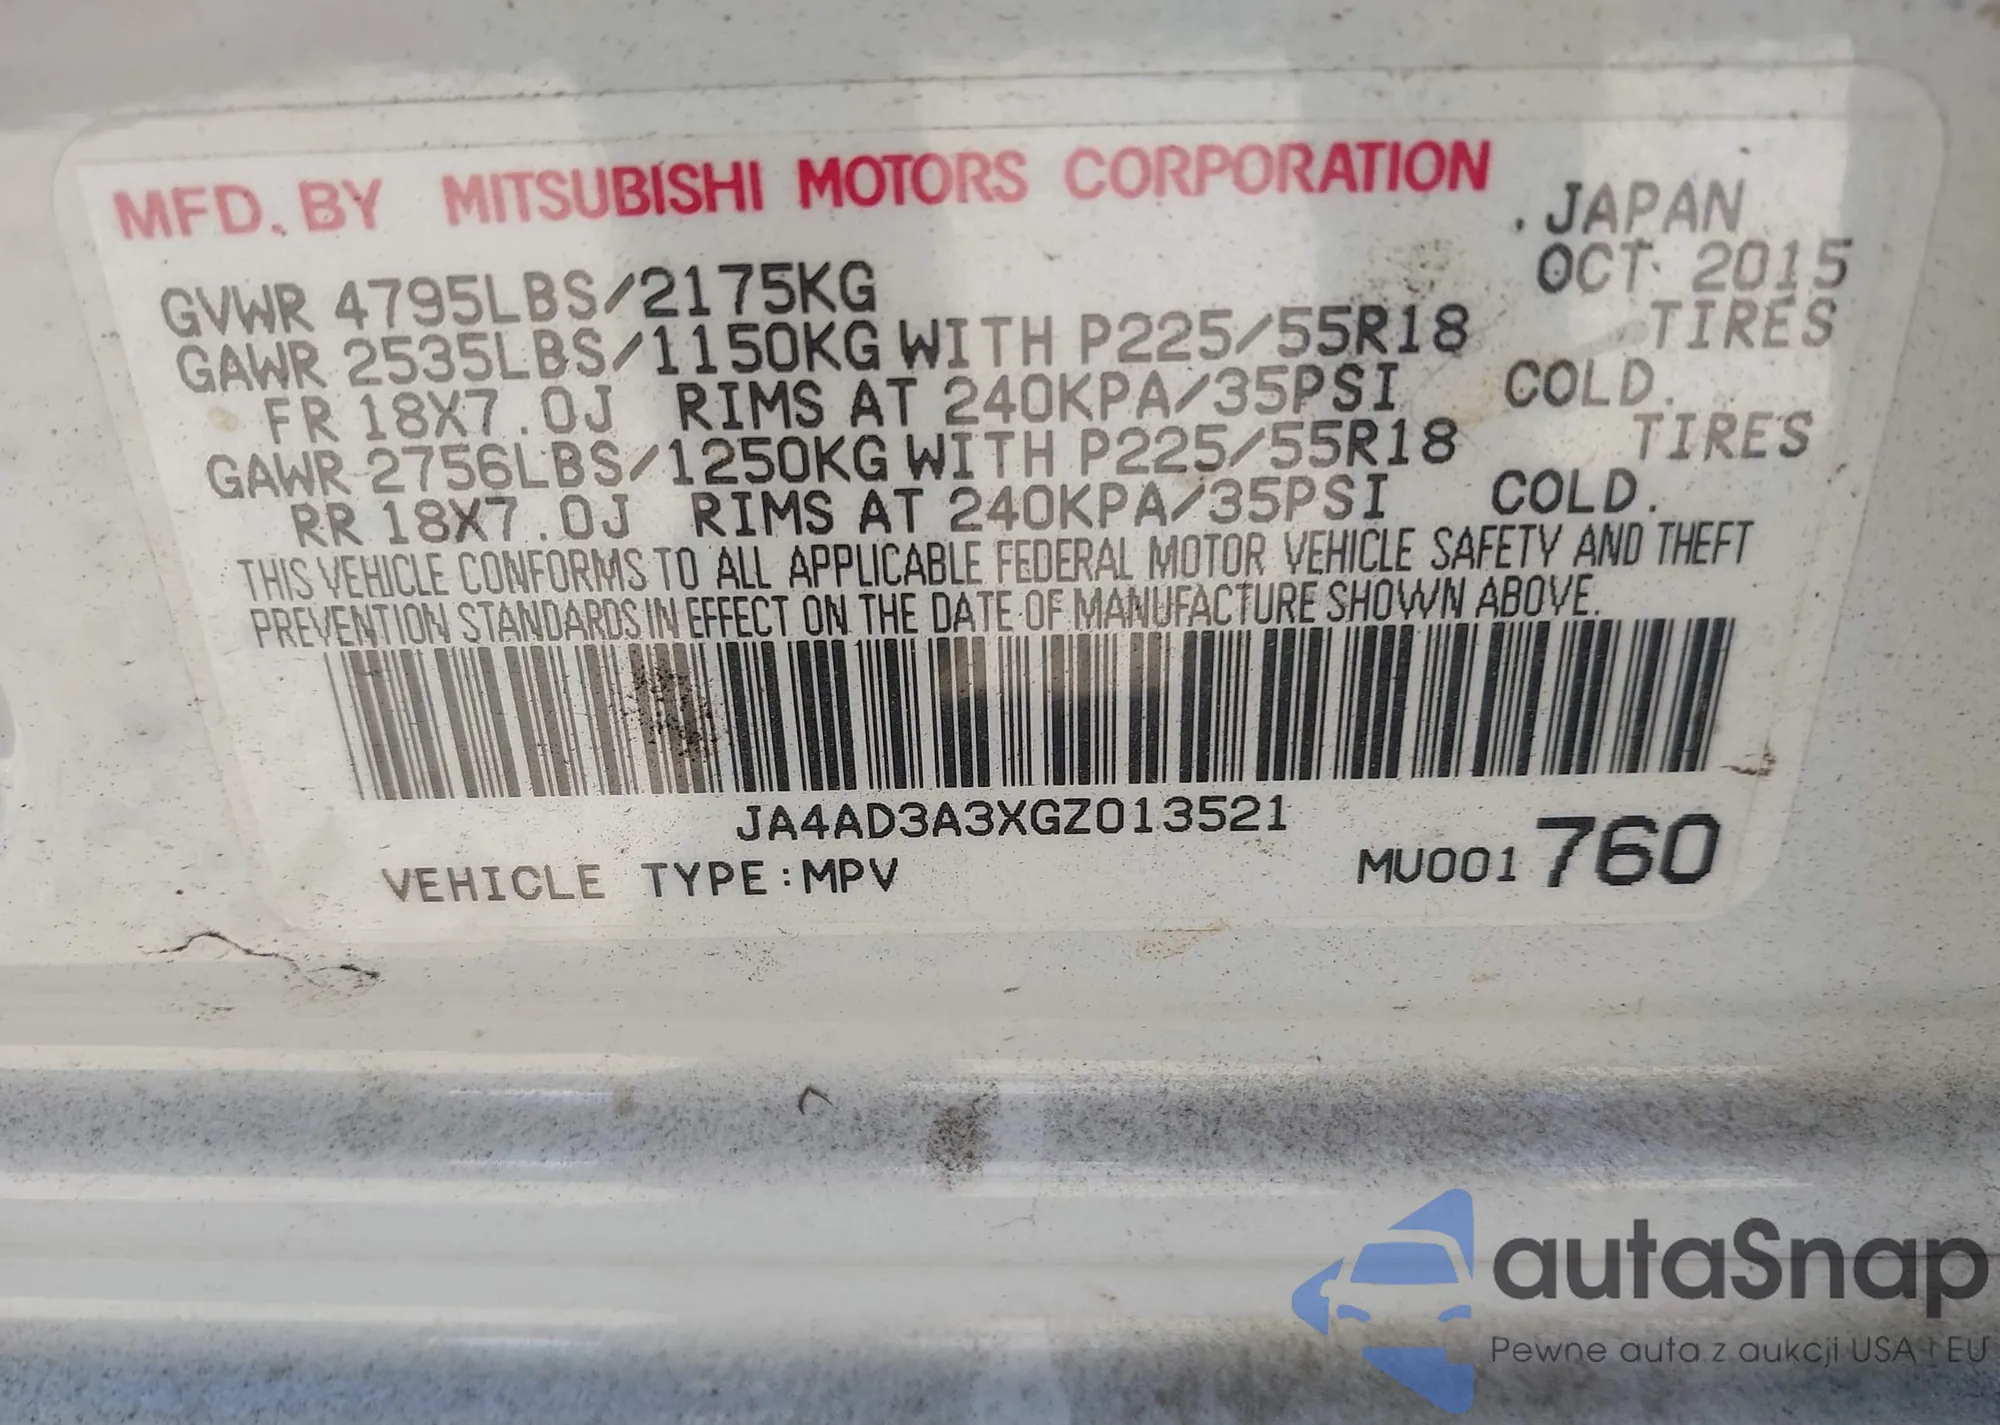 MFD. BY MITSUBISHI MOTORS CORPORATION
. JAPAN
OCT 2015
GVWR 4795LBS/2175KG
GAWR 2535LBS/1150KG WITH P225/55R18 TIRES
FR 18X7.0J RIMS AT 240KPA/35PSI COLD.
GAWR 2756LBS/1250KG WITH P225/55R18 TIRES
RR 18X7.0J RIMS AT 240KPA/35PSI COLD.
THIS VEHICLE CONFORMS TO ALL APPLICABLE FEDERAL MOTOR VEHICLE SAFETY AND THEFT
PREVENTION STANDARDS IN EFFECT ON THE DATE OF MANUFACTURE SHOWN ABOVE.
JA4AD3A3XGZ013521
VEHICLE TYPE:MPV MU001760
autaSnap
Pewne auta z aukcji USA i EU